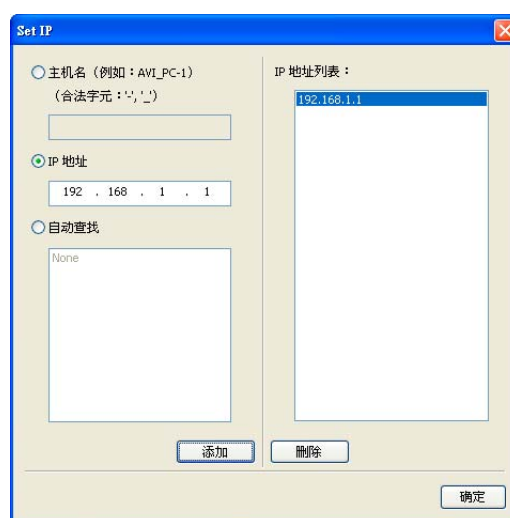 Set IP
主机名（例如：AVI_PC-1）
（合法字元：'-', '_'）
IP 地址
192 . 168 . 1 . 1
自动查找
None
添加
IP 地址列表：
192.168.1.1
删除
确定